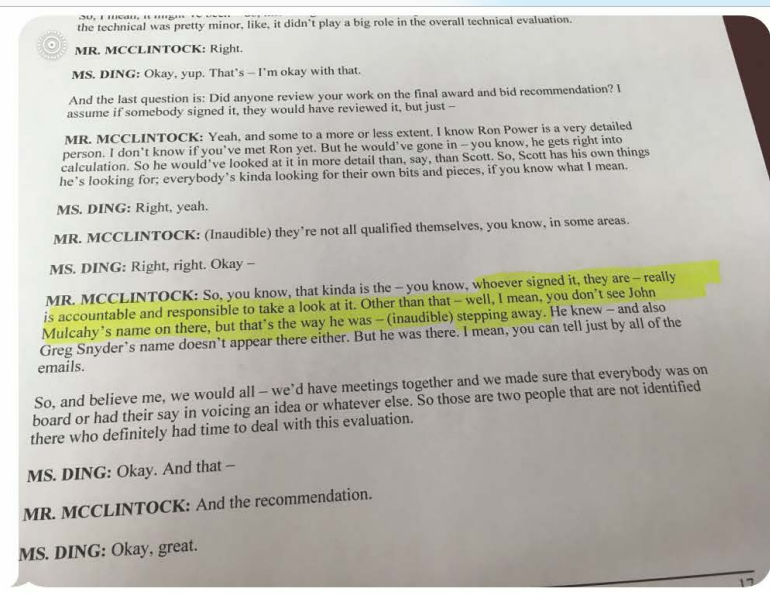 So, I mean, it might've been
the technical was pretty minor, like, it didn't play a big role in the overall technical evaluation.
MR. MCCLINTOCK: Right.
MS. DING: Okay, yup. That's – I'm okay with that.
And the last question is: Did anyone review your work on the final award and bid recommendation? I
assume if somebody signed it, they would have reviewed it, but just –
MR. MCCLINTOCK: Yeah, and some to a more or less extent. I know Ron Power is a very detailed
person. I don't know if you've met Ron yet. But he would've gone in – you know, he gets right into
calculation. So he would've looked at it in more detail than, say, than Scott. So, Scott has his own things
he's looking for; everybody's kinda looking for their own bits and pieces, if you know what I mean.
MS. DING: Right, yeah.
MR. MCCLINTOCK: (Inaudible) they're not all qualified themselves, you know, in some areas.
MS. DING: Right, right. Okay –
MR. MCCLINTOCK: So, you know, that kinda is the – you know, whoever signed it, they are – really
is accountable and responsible to take a look at it. Other than that – well, I mean, you don't see John
Mulcahy's name on there, but that's the way he was – (inaudible) stepping away. He knew – and also
Greg Snyder's name doesn't appear there either. But he was there. I mean, you can tell just by all of the
emails.
So, and believe me, we would all – we'd have meetings together and we made sure that everybody was on
board or had their say in voicing an idea or whatever else. So those are two people that are not identified
there who definitely had time to deal with this evaluation.
MS. DING: Okay. And that –
MR. MCCLINTOCK: And the recommendation.
MS. DING: Okay, great.
17